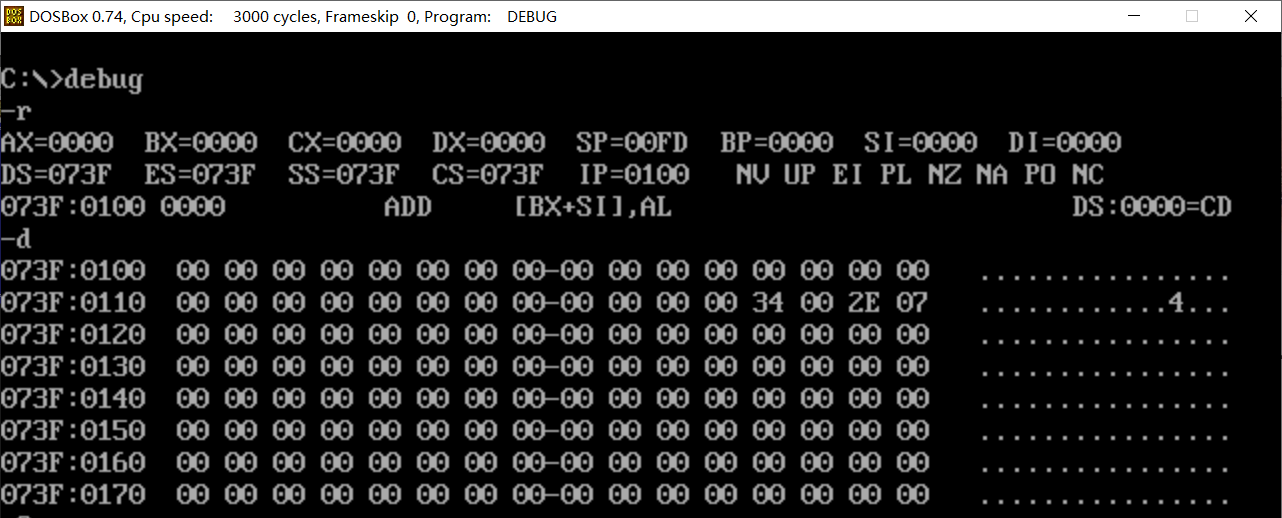 DOSBox 0.74, Cpu speed: 3000 cycles, Frameskip 0, Program: DEBUG
C:\>debug
-r
AX=0000 BX=0000 CX=0000 DX=0000 SP=00FD BP=0000 SI=0000 DI=0000
DS=073F ES=073F SS=073F CS=073F IP=0100 NV UP EI PL NZ NA PO NC
073F:0100 0000 ADD [BX+SI],AL DS:0000=CD
-d
073F:0100 00 00 00 00 00 00 00 00-00 00 00 00 00 00 00 00 ................
073F:0110 00 00 00 00 00 00 00 00-00 00 00 00 34 00 2E 07 ............4...
073F:0120 00 00 00 00 00 00 00 00-00 00 00 00 00 00 00 00 ................
073F:0130 00 00 00 00 00 00 00 00-00 00 00 00 00 00 00 00 ................
073F:0140 00 00 00 00 00 00 00 00-00 00 00 00 00 00 00 00 ................
073F:0150 00 00 00 00 00 00 00 00-00 00 00 00 00 00 00 00 ................
073F:0160 00 00 00 00 00 00 00 00-00 00 00 00 00 00 00 00 ................
073F:0170 00 00 00 00 00 00 00 00-00 00 00 00 00 00 00 00 ................